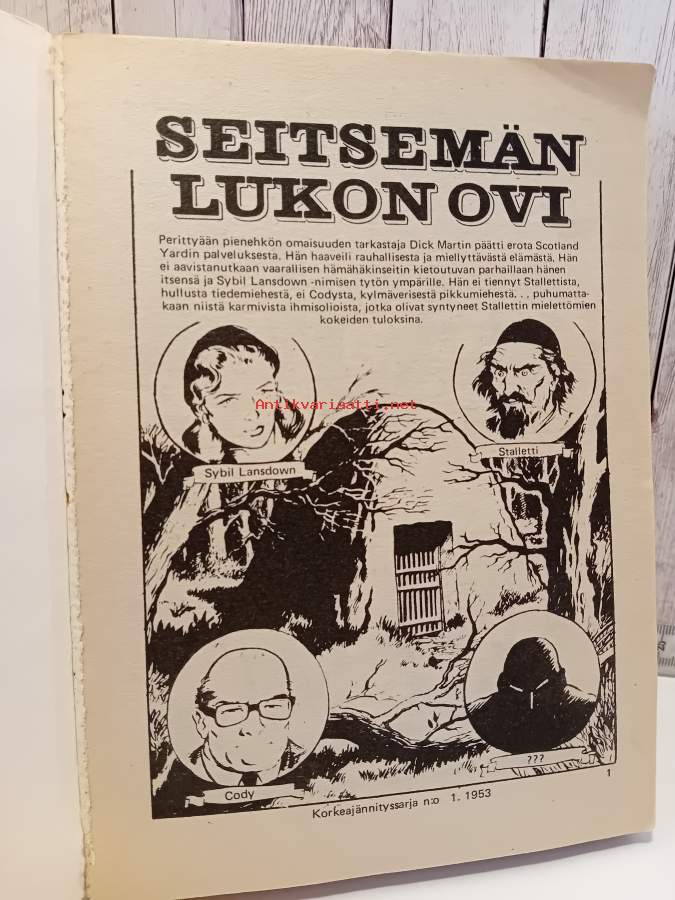 SEITSEMÄN
LUKON OVI
Perittyään pienehkön omaisuuden tarkastaja Dick Martin päätti erota Scotland
Yardin palveluksesta. Hän haaveili rauhallisesta ja miellyttävästä elämästä. Hän
ei aavistanutkaan vaarallisen hämähäkinseitin kietoutuvan parhaillaan hänen
itsensä ja Sybil Lansdown -nimisen tytön ympärille. Hän ei tiennyt Stallettista,
hullusta tiedemiehestä, ei Codysta, kylmäverisestä pikkumiehestä. . . puhumatta-
kaan niistä karmivista ihmisolioista, jotka olivat syntyneet Stallettin mielettömien
kokeiden tuloksina.
Antikvariaatti.net
Sybil Lansdown
Stalletti
Cody
???
1
Korkeajännityssarja n:o 1. 1953